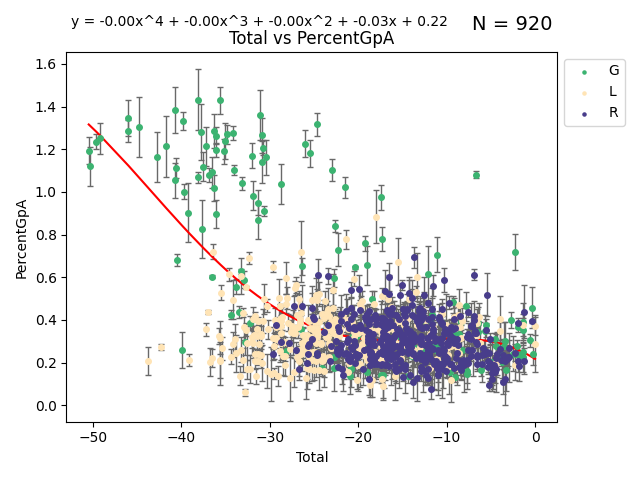 y = -0.00x^4 + -0.00x^3 + -0.00x^2 + -0.03x + 0.22
N = 920
Total vs PercentGpA
G
L
R
1.6
1.4
1.2
1.0
0.8
0.6
0.4
0.2
0.0
PercentGpA
−50
−40
−30
−20
−10
0
Total